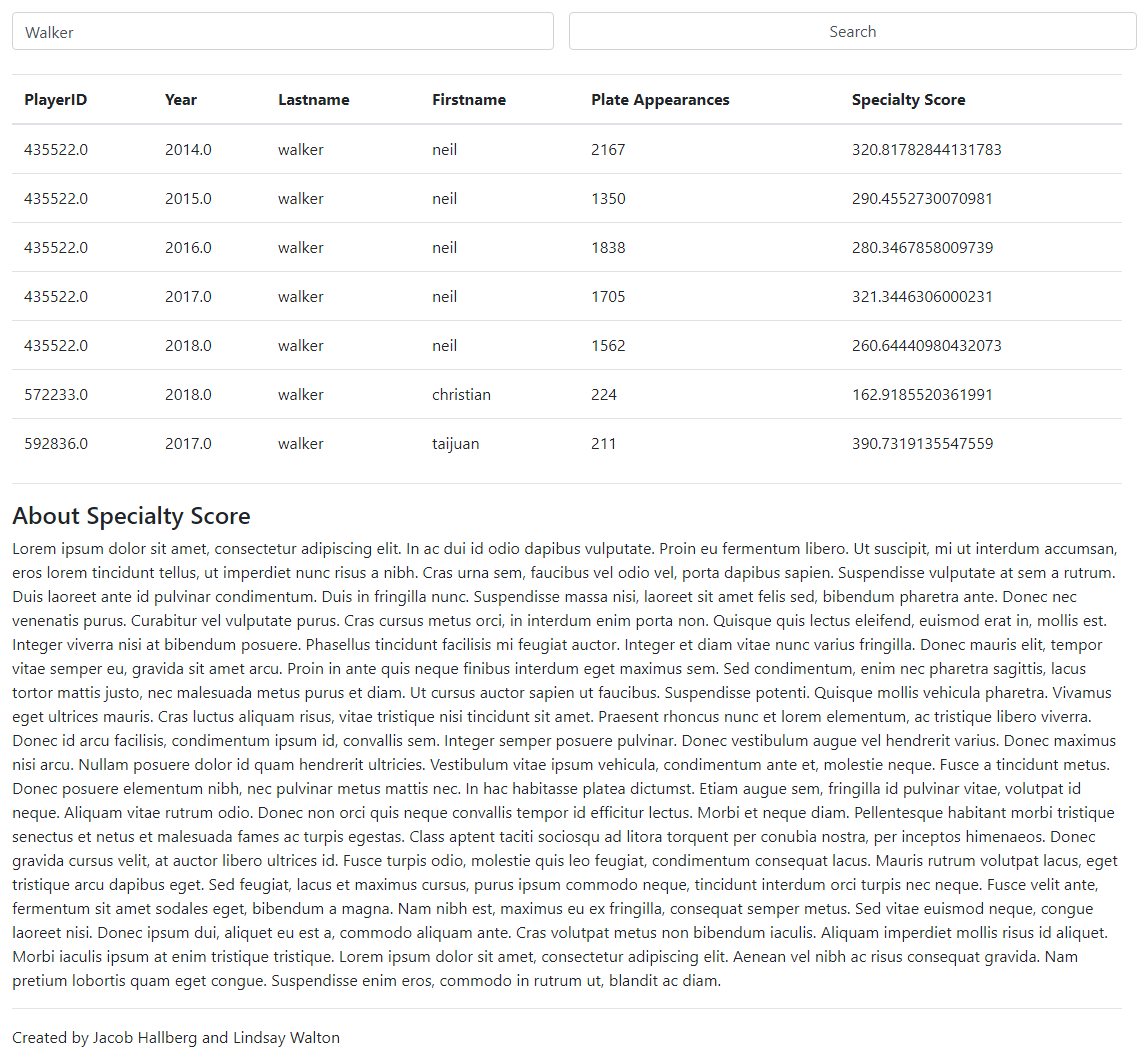 Walker Search
PlayerID Year Lastname Firstname Plate Appearances Specialty Score
435522.0 2014.0 walker neil 2167 320.81782844131783
435522.0 2015.0 walker neil 1350 290.4552730070981
435522.0 2016.0 walker neil 1838 280.3467858009739
435522.0 2017.0 walker neil 1705 321.3446306000231
435522.0 2018.0 walker neil 1562 260.64440980432073
572233.0 2018.0 walker christian 224 162.9185520361991
592836.0 2017.0 walker taijuan 211 390.7319135547559
About Specialty Score
Lorem ipsum dolor sit amet, consectetur adipiscing elit. In ac dui id odio dapibus vulputate. Proin eu fermentum libero. Ut suscipit, mi ut interdum accumsan,
eros lorem tincidunt tellus, ut imperdiet nunc risus a nibh. Cras urna sem, faucibus vel odio vel, porta dapibus sapien. Suspendisse vulputate at sem a rutrum.
Duis laoreet ante id pulvinar condimentum. Duis in fringilla nunc. Suspendisse massa nisi, laoreet sit amet felis sed, bibendum pharetra ante. Donec nec
venenatis purus. Curabitur vel vulputate purus. Cras cursus metus orci, in interdum enim porta non. Quisque quis lectus eleifend, euismod erat in, mollis est.
Integer viverra nisi at bibendum posuere. Phasellus tincidunt facilisis mi feugiat auctor. Integer et diam vitae nunc varius fringilla. Donec mauris elit, tempor
vitae semper eu, gravida sit amet arcu. Proin in ante quis neque finibus interdum eget maximus sem. Sed condimentum, enim nec pharetra sagittis, lacus
tortor mattis justo, nec malesuada metus purus et diam. Ut cursus auctor sapien ut faucibus. Suspendisse potenti. Quisque mollis vehicula pharetra. Vivamus
eget ultrices mauris. Cras luctus aliquam risus, vitae tristique nisi tincidunt sit amet. Praesent rhoncus nunc et lorem elementum, ac tristique libero viverra.
Donec id arcu facilisis, condimentum ipsum id, convallis sem. Integer semper posuere pulvinar. Donec vestibulum augue vel hendrerit varius. Donec maximus
nisi arcu. Nullam posuere dolor id quam hendrerit ultricies. Vestibulum vitae ipsum vehicula, condimentum ante et, molestie neque. Fusce a tincidunt metus.
Donec posuere elementum nibh, nec pulvinar metus mattis nec. In hac habitasse platea dictumst. Etiam augue sem, fringilla id pulvinar vitae, volutpat id
neque. Aliquam vitae rutrum odio. Donec non orci quis neque convallis tempor id efficitur lectus. Morbi et neque diam. Pellentesque habitant morbi tristique
senectus et netus et malesuada fames ac turpis egestas. Class aptent taciti sociosqu ad litora torquent per conubia nostra, per inceptos himenaeos. Donec
gravida cursus velit, at auctor libero ultrices id. Fusce turpis odio, molestie quis leo feugiat, condimentum consequat lacus. Mauris rutrum volutpat lacus, eget
tristique arcu dapibus eget. Sed feugiat, lacus et maximus cursus, purus ipsum commodo neque, tincidunt interdum orci turpis nec neque. Fusce velit ante,
fermentum sit amet sodales eget, bibendum a magna. Nam nibh est, maximus eu ex fringilla, consequat semper metus. Sed vitae euismod neque, congue
laoreet nisi. Donec ipsum dui, aliquet eu est a, commodo aliquam ante. Cras volutpat metus non bibendum iaculis. Aliquam imperdiet mollis risus id aliquet.
Morbi iaculis ipsum at enim tristique tristique. Lorem ipsum dolor sit amet, consectetur adipiscing elit. Aenean vel nibh ac risus consequat gravida. Nam
pretium lobortis quam eget congue. Suspendisse enim eros, commodo in rutrum ut, blandit ac diam.
Created by Jacob Hallberg and Lindsay Walton